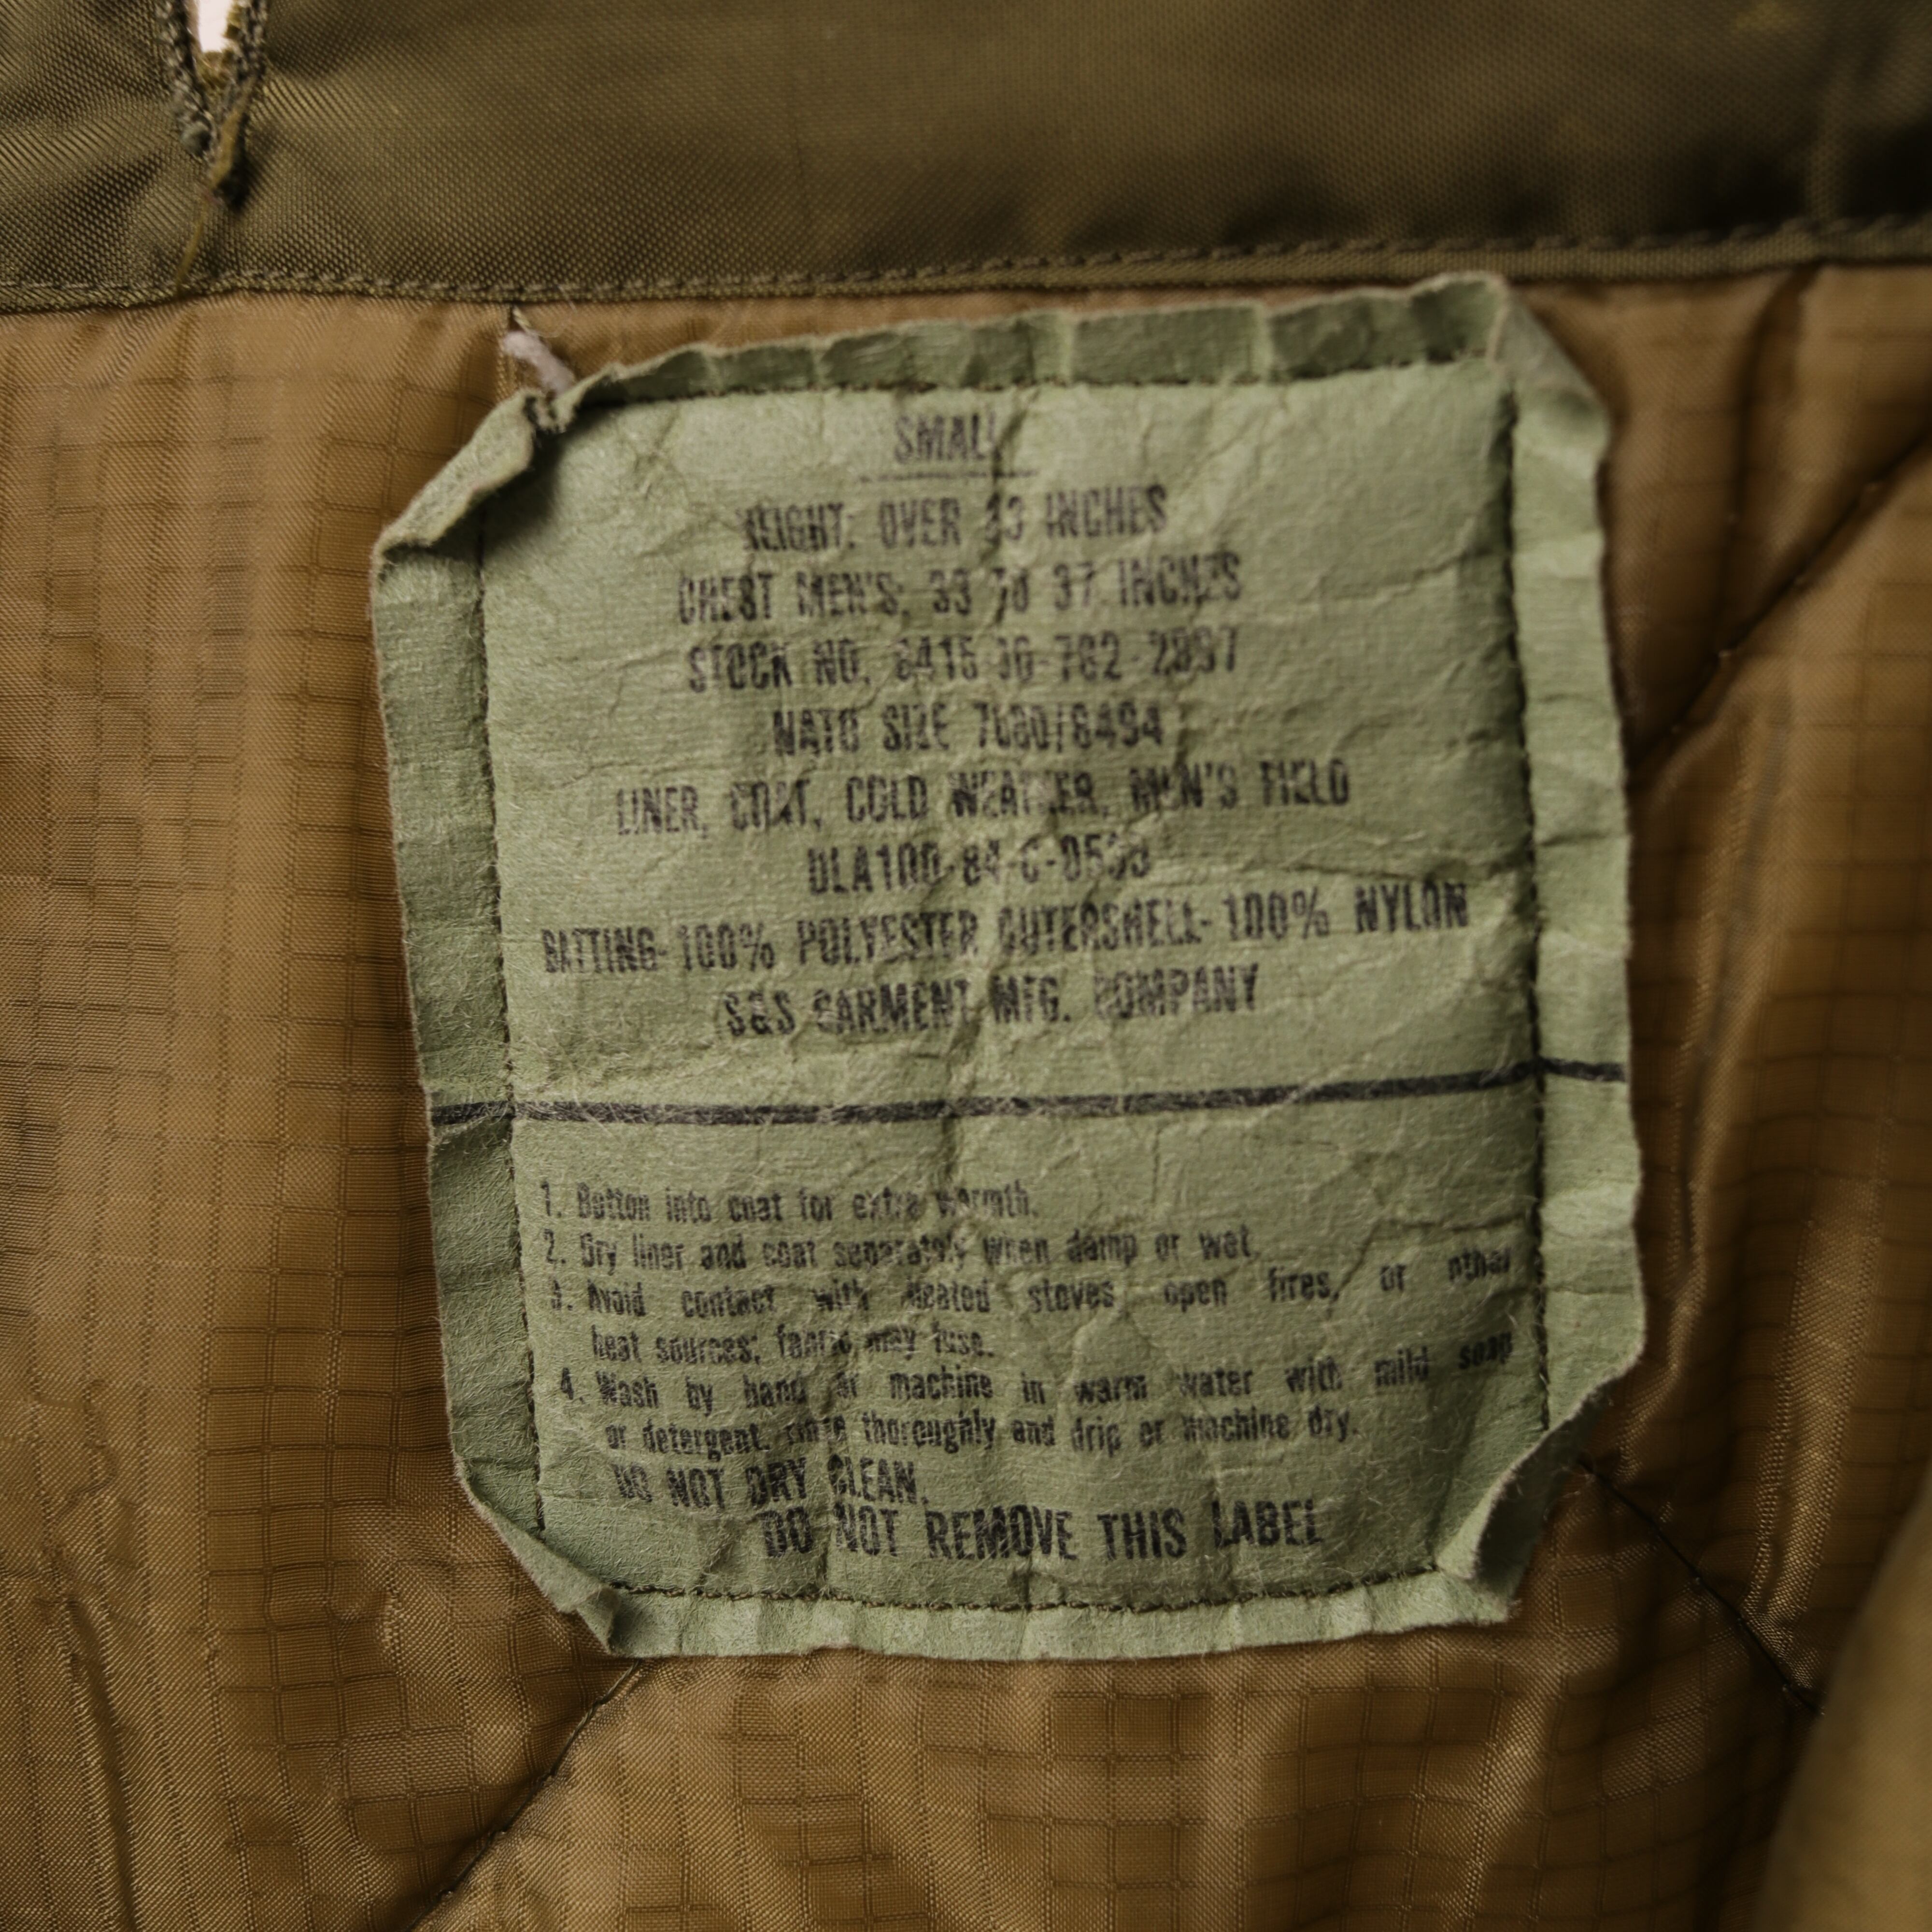 SMALL
HEIGHT: OVER INCHES
CHEST MEN'S, 33 TO 37 INCHES
STOCK NO. 8415-00-782-2887
NATO SIZE 7080/8494
LINER, COAT, COLD WEATHER, MEN'S FIELD
BATTING-100% POLYESTER OUTERSHELL-100% NYLON
S&S GARMENT MFG. COMPANY
1. Button into coat for extra warmth.
2. Dry liner and coat separately when damp or wet.
3. Avoid contact with heated stoves, open fires, or other
heat sources; fabric may fuse.
4. Wash by hand or machine in warm water with mild soap
or detergent, rinse thoroughly and drip or machine dry.
DO NOT DRY CLEAN.
DO NOT REMOVE THIS LABEL